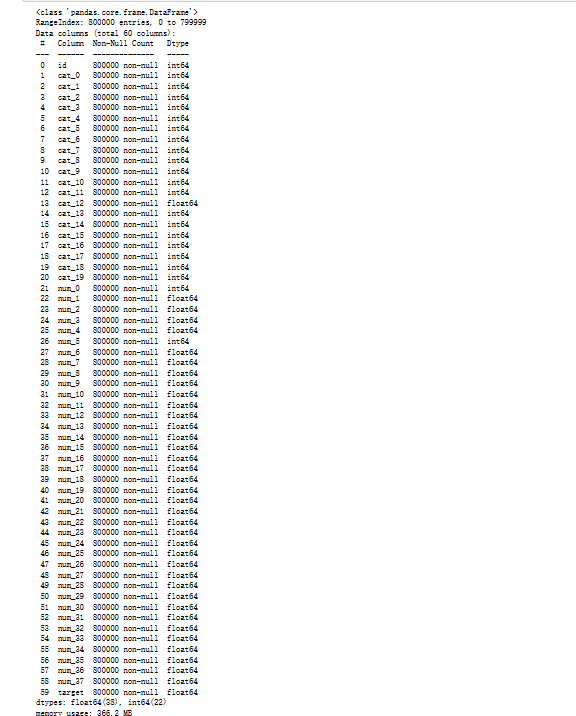 <class 'pandas.core.frame.DataFrame'>
RangeIndex: 800000 entries, 0 to 799999
Data columns (total 60 columns):
 #   Column  Non-Null Count   Dtype
---  ------  --------------   -----
 0   id      800000 non-null  int64
 1   cat_0   800000 non-null  int64
 2   cat_1   800000 non-null  int64
 3   cat_2   800000 non-null  int64
 4   cat_3   800000 non-null  int64
 5   cat_4   800000 non-null  int64
 6   cat_5   800000 non-null  int64
 7   cat_6   800000 non-null  int64
 8   cat_7   800000 non-null  int64
 9   cat_8   800000 non-null  int64
 10  cat_9   800000 non-null  int64
 11  cat_10  800000 non-null  int64
 12  cat_11  800000 non-null  int64
 13  cat_12  800000 non-null  float64
 14  cat_13  800000 non-null  int64
 15  cat_14  800000 non-null  int64
 16  cat_15  800000 non-null  int64
 17  cat_16  800000 non-null  int64
 18  cat_17  800000 non-null  int64
 19  cat_18  800000 non-null  int64
 20  cat_19  800000 non-null  int64
 21  num_0   800000 non-null  int64
 22  num_1   800000 non-null  float64
 23  num_2   800000 non-null  float64
 24  num_3   800000 non-null  float64
 25  num_4   800000 non-null  float64
 26  num_5   800000 non-null  int64
 27  num_6   800000 non-null  float64
 28  num_7   800000 non-null  float64
 29  num_8   800000 non-null  float64
 30  num_9   800000 non-null  float64
 31  num_10  800000 non-null  float64
 32  num_11  800000 non-null  float64
 33  num_12  800000 non-null  float64
 34  num_13  800000 non-null  float64
 35  num_14  800000 non-null  float64
 36  num_15  800000 non-null  float64
 37  num_16  800000 non-null  float64
 38  num_17  800000 non-null  float64
 39  num_18  800000 non-null  float64
 40  num_19  800000 non-null  float64
 41  num_20  800000 non-null  float64
 42  num_21  800000 non-null  float64
 43  num_22  800000 non-null  float64
 44  num_23  800000 non-null  float64
 45  num_24  800000 non-null  float64
 46  num_25  800000 non-null  float64
 47  num_26  800000 non-null  float64
 48  num_27  800000 non-null  float64
 49  num_28  800000 non-null  float64
 50  num_29  800000 non-null  float64
 51  num_30  800000 non-null  float64
 52  num_31  800000 non-null  float64
 53  num_32  800000 non-null  float64
 54  num_33  800000 non-null  float64
 55  num_34  800000 non-null  float64
 56  num_35  800000 non-null  float64
 57  num_36  800000 non-null  float64
 58  num_37  800000 non-null  float64
 59  target  800000 non-null  float64
dtypes: float64(38), int64(22)
memory usage: 366.2 MB